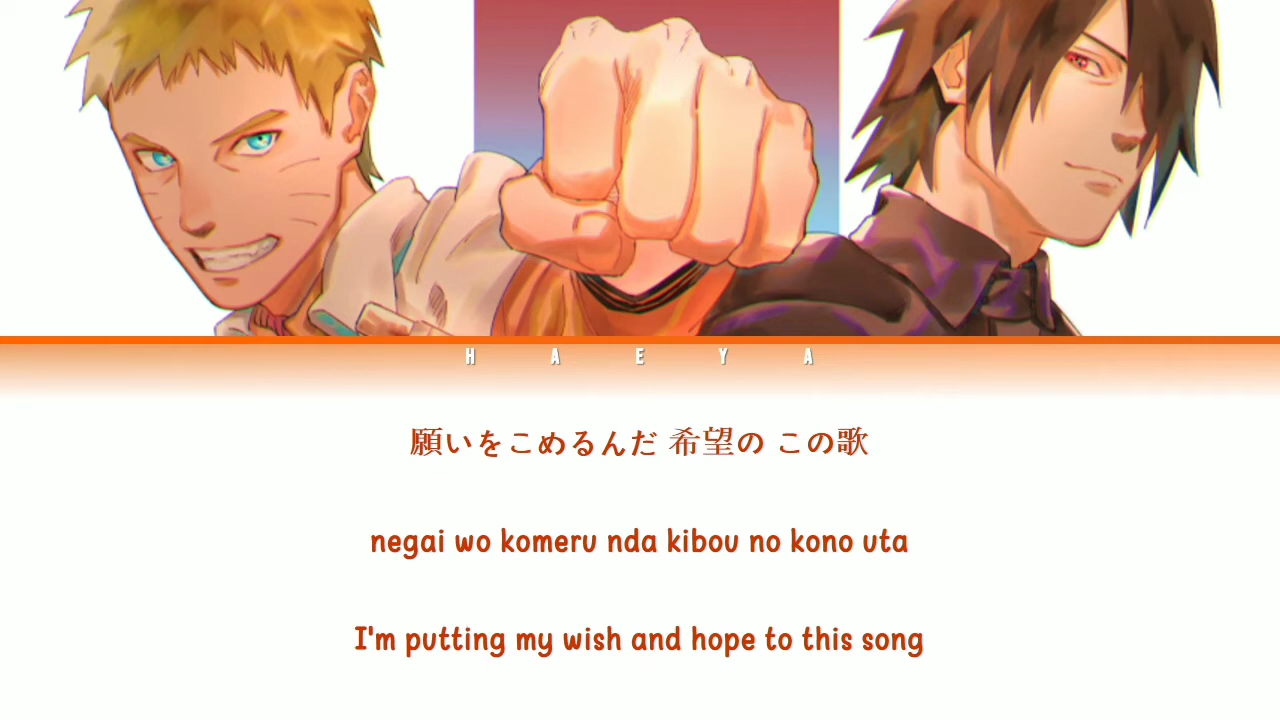 H A E Y A
願いをこめるんだ 希望の この歌
negai wo komeru nda kibou no kono uta
I'm putting my wish and hope to this song